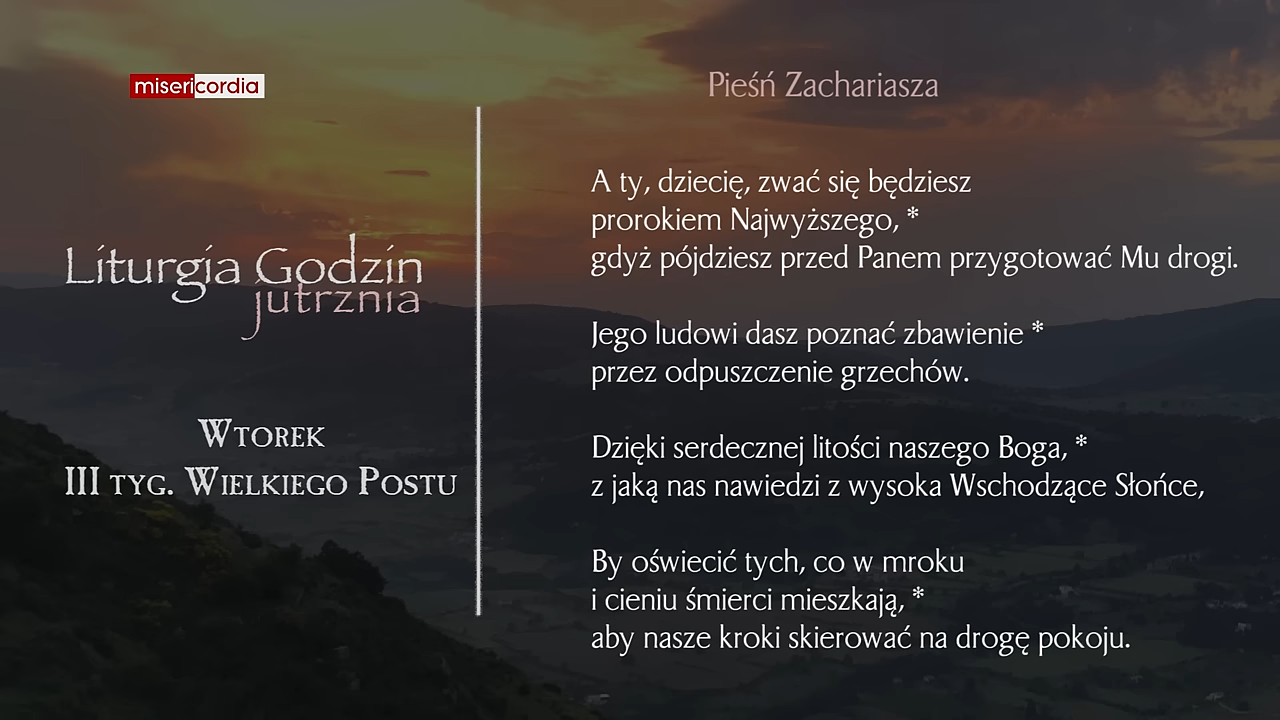 misericordia
Liturgia Godzin
jutrznia
Wtorek
III tyg. Wielkiego Postu
Pieśń Zachariasza
A ty, dziecię, zwać się będziesz
prorokiem Najwyższego, *
gdyż pójdziesz przed Panem przygotować Mu drogi.
Jego ludowi dasz poznać zbawienie *
przez odpuszczenie grzechów.
Dzięki serdecznej litości naszego Boga, *
z jaką nas nawiedzi z wysoka Wschodzące Słońce,
By oświecić tych, co w mroku
i cieniu śmierci mieszkają, *
aby nasze kroki skierować na drogę pokoju.